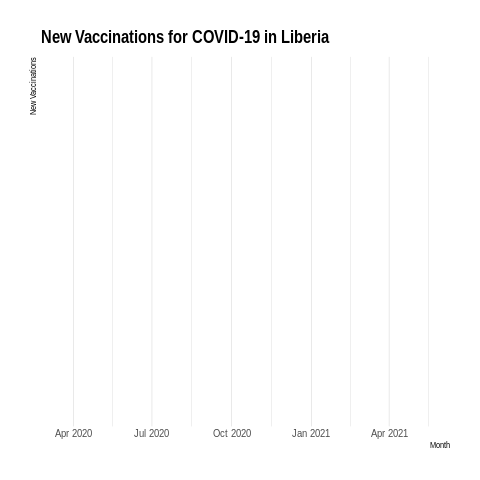 New Vaccinations for COVID-19 in Liberia
New Vaccinations
Apr 2020 Jul 2020 Oct 2020 Jan 2021 Apr 2021
Month